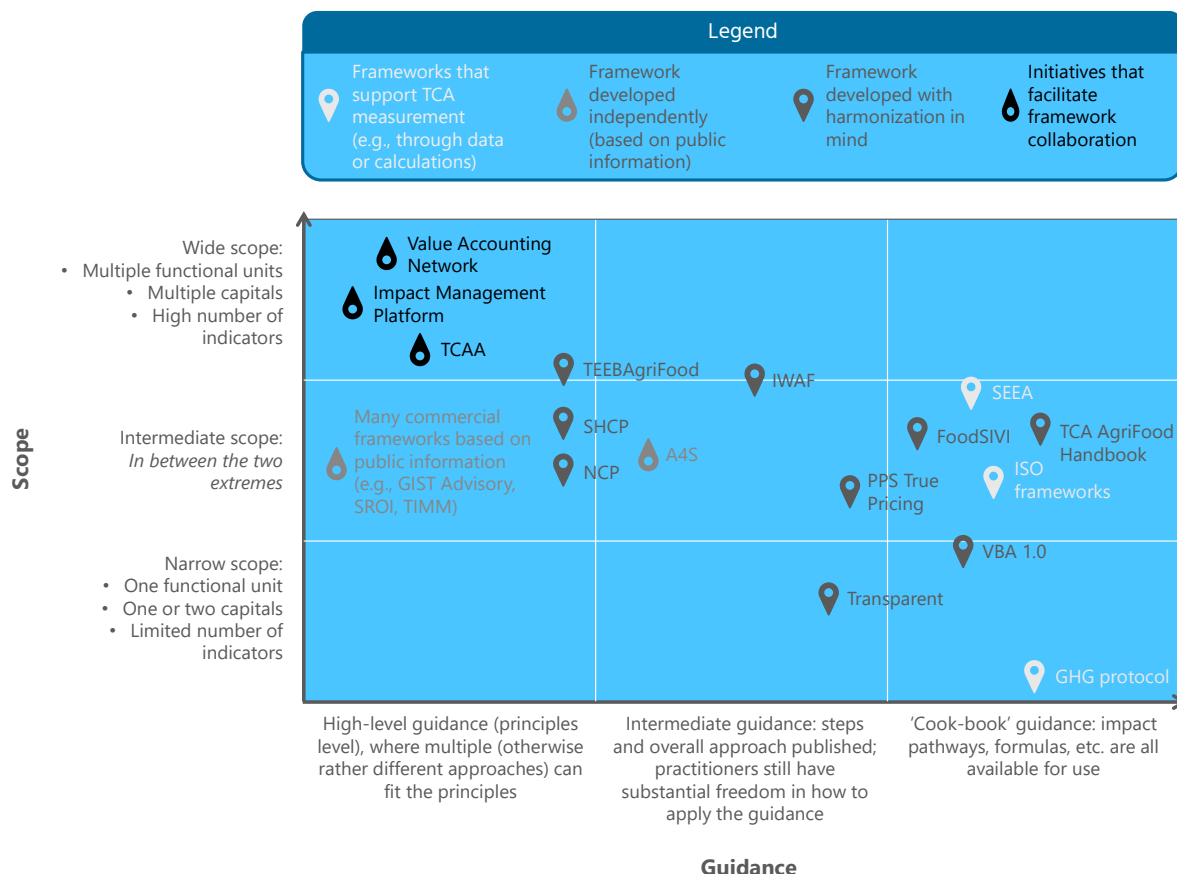 Legend
Frameworks that
support TCA
measurement
(e.g., through data
or calculations)
Framework
developed
independently
(based on public
information)
Framework
developed with
harmonization in
mind
Initiatives that
facilitate
framework
collaboration
Scope
Wide scope:
• Multiple functional units
• Multiple capitals
• High number of
indicators
Intermediate scope:
In between the two
extremes
Narrow scope:
• One functional unit
• One or two capitals
• Limited number of
indicators
Value Accounting
Network
Impact Management
Platform
TCAA
TEEBAgriFood
IWAF
SEEA
Many commercial
frameworks based on
public information
(e.g., GIST Advisory,
SROI, TIMM)
SHCP
NCP
A4S
FoodSIVI
TCA AgriFood
Handbook
PPS True
Pricing
ISO
frameworks
VBA 1.0
Transparent
GHG protocol
High-level guidance (principles
level), where multiple (otherwise
rather different approaches) can
fit the principles
Intermediate guidance: steps
and overall approach published;
practitioners still have
substantial freedom in how to
apply the guidance
‘Cook-book’ guidance: impact
pathways, formulas, etc. are all
available for use
Guidance